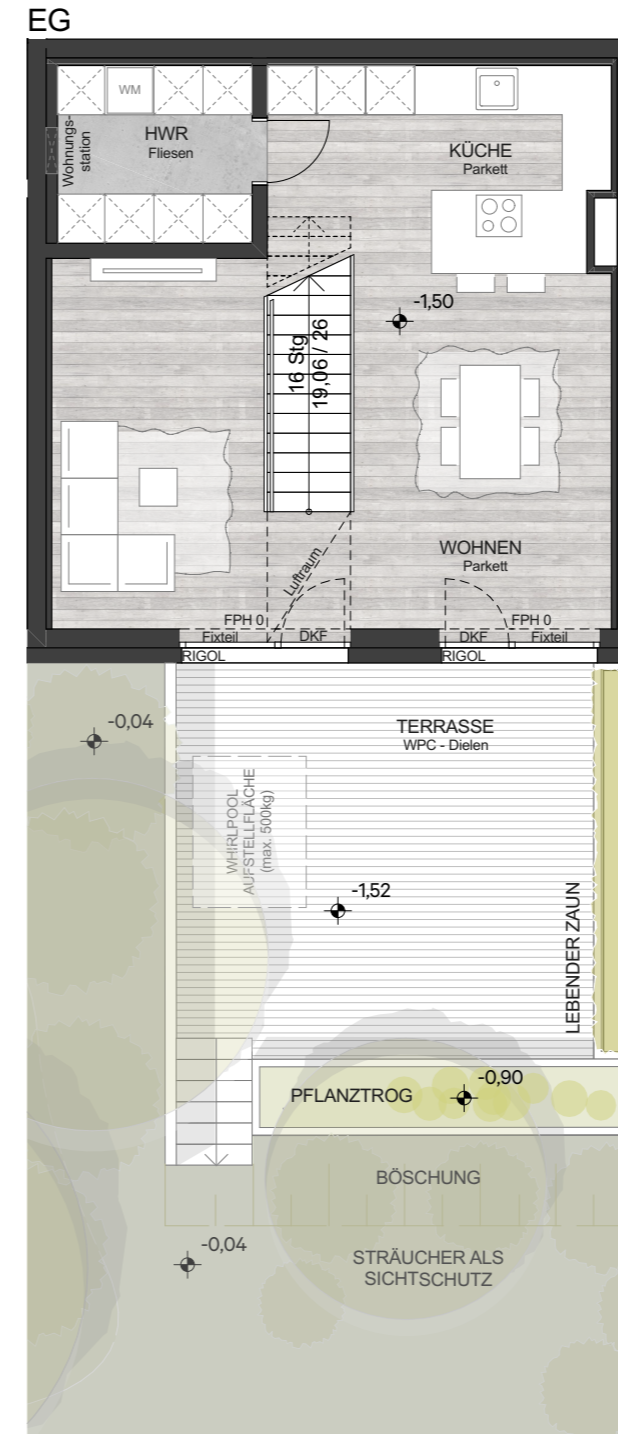 EG
WM
HWR
Fliesen
Wohnungs-
station
KÜCHE
Parkett
-1,50
16 Stg
19,06 / 26
WOHNEN
Parkett
Luftraum
FPH 0
FPH 0
Fixteil
DKF
DKF
Fixteil
RIGOL
RIGOL
-0,04
TERRASSE
WPC - Dielen
WHIRLPOOL
AUFSTELLFLÄCHE
(max. 500kg)
-1,52
LEBENDER ZAUN
PFLANZTROG
-0,90
BÖSCHUNG
-0,04
STRÄUCHER ALS
SICHTSCHUTZ